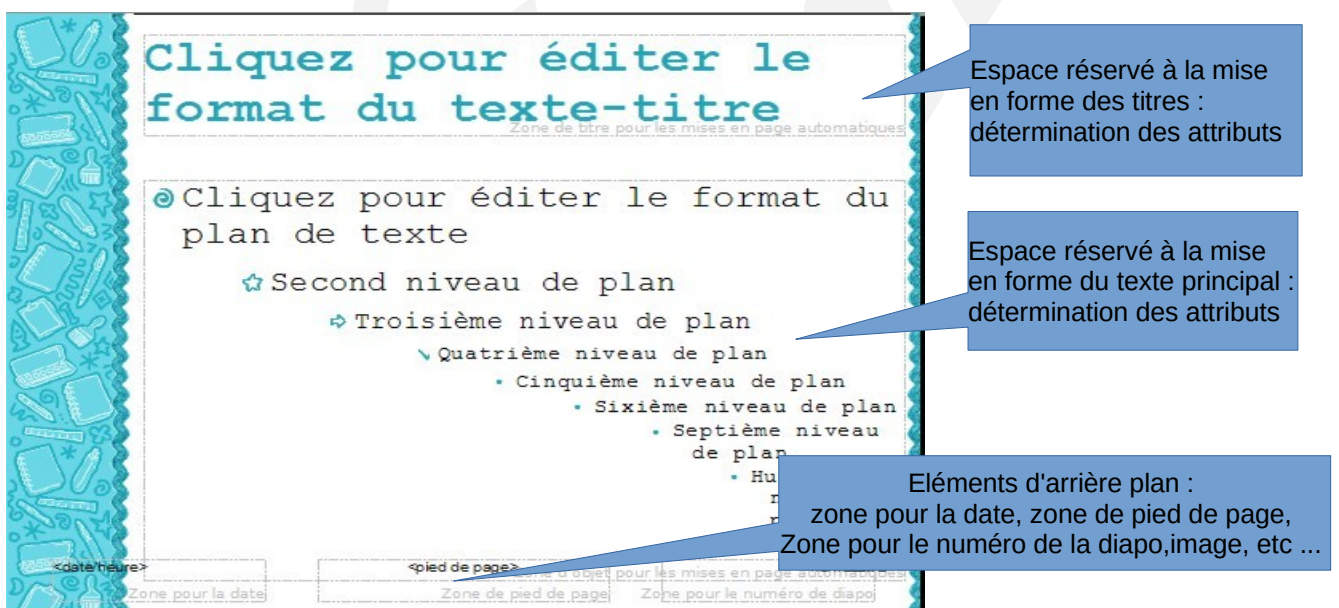 Cliquez pour éditer le
format du texte-titre
Zone de titre pour les mises en page automatiques
Espace réservé à la mise
en forme des titres :
détermination des attributs
Cliquez pour éditer le format du
plan de texte
Second niveau de plan
Troisième niveau de plan
Quatrième niveau de plan
Cinquième niveau de plan
Sixième niveau de plan
Septième niveau
de plan
Espace réservé à la mise
en forme du texte principal :
détermination des attributs
Eléments d'arrière plan :
zone pour la date, zone de pied de page,
Zone pour le numéro de la diapo,image, etc ...
<date/heure>
<pied de page>
Zone d'objet pour les mises en page automatiques
Zone pour la date
Zone de pied de page
Zone pour le numéro de diapo